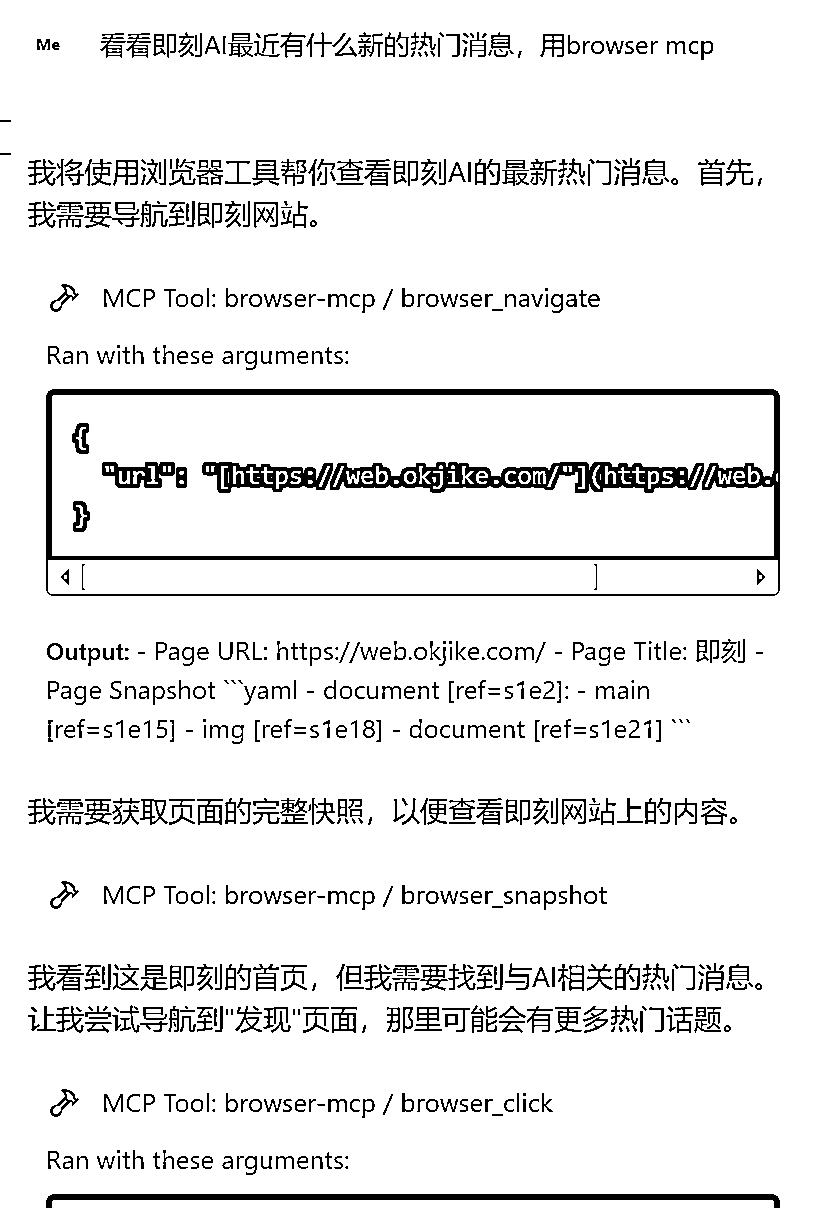 Me 看看即刻AI最近有什么新的热门消息，用browser mcp
我将使用浏览器工具帮你查看即刻AI的最新热门消息。首先，
我需要导航到即刻网站。
MCP Tool: browser-mcp / browser_navigate
Ran with these arguments:
{
"url": "[https://web.okjike.com/"](https://web.
}
Output: - Page URL: https://web.okjike.com/ - Page Title: 即刻 -
Page Snapshot ```yaml - document [ref=s1e2]: - main
[ref=s1e15] - img [ref=s1e18] - document [ref=s1e21] ```
我需要获取页面的完整快照，以便查看即刻网站上的内容。
MCP Tool: browser-mcp / browser_snapshot
我看到这是即刻的首页，但我需要找到与AI相关的热门消息。
让我尝试导航到"发现"页面，那里可能会有更多热门话题。
MCP Tool: browser-mcp / browser_click
Ran with these arguments: